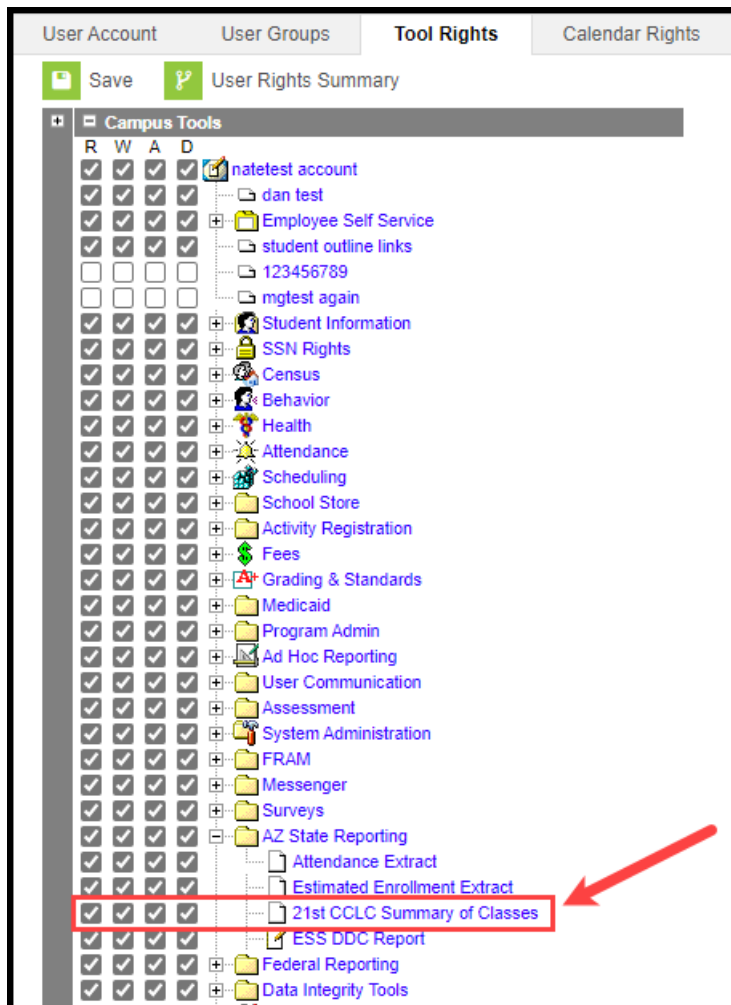 User Account User Groups Tool Rights Calendar Rights
Save User Rights Summary
Campus Tools
R W A D
natetest account
dan test
Employee Self Service
student outline links
123456789
mgtest again
Student Information
SSN Rights
Census
Behavior
Health
Attendance
Scheduling
School Store
Activity Registration
Fees
A+ Grading & Standards
Medicaid
Program Admin
Ad Hoc Reporting
User Communication
Assessment
System Administration
FRAM
Messenger
Surveys
AZ State Reporting
Attendance Extract
Estimated Enrollment Extract
21st CCLC Summary of Classes
ESS DDC Report
Federal Reporting
Data Integrity Tools